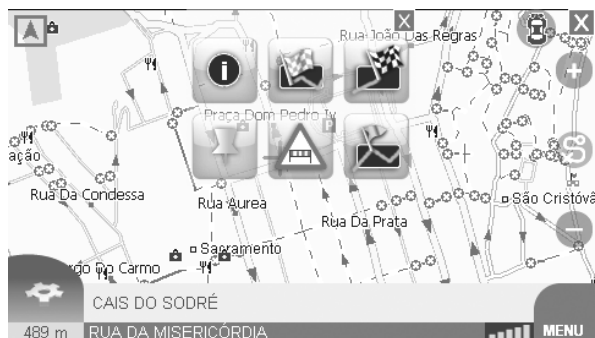 X
Rua João Das Regras
X
i
Praça Dom Pedro Iv
P
ação
Rua Da Condessa
Rua Aurea
São Cristóvã
Rua Da Prata
Sacramento
rgo Do Carmo
CAIS DO SODRÉ
489 m
RUA DA MISERICÓRDIA
MENU